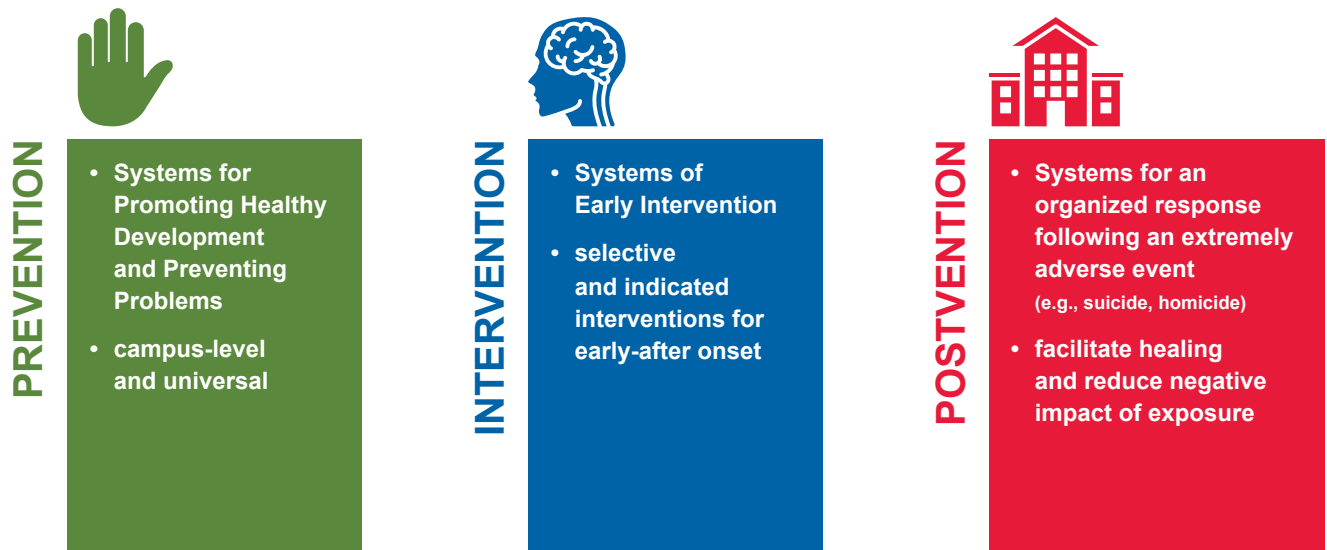 PREVENTION
• Systems for
Promoting Healthy
Development
and Preventing
Problems
• campus-level
and universal
INTERVENTION
• Systems of
Early Intervention
• selective
and indicated
interventions for
early-after onset
POSTVENTION
• Systems for an
organized response
following an extremely
adverse event
(e.g., suicide, homicide)
• facilitate healing
and reduce negative
impact of exposure